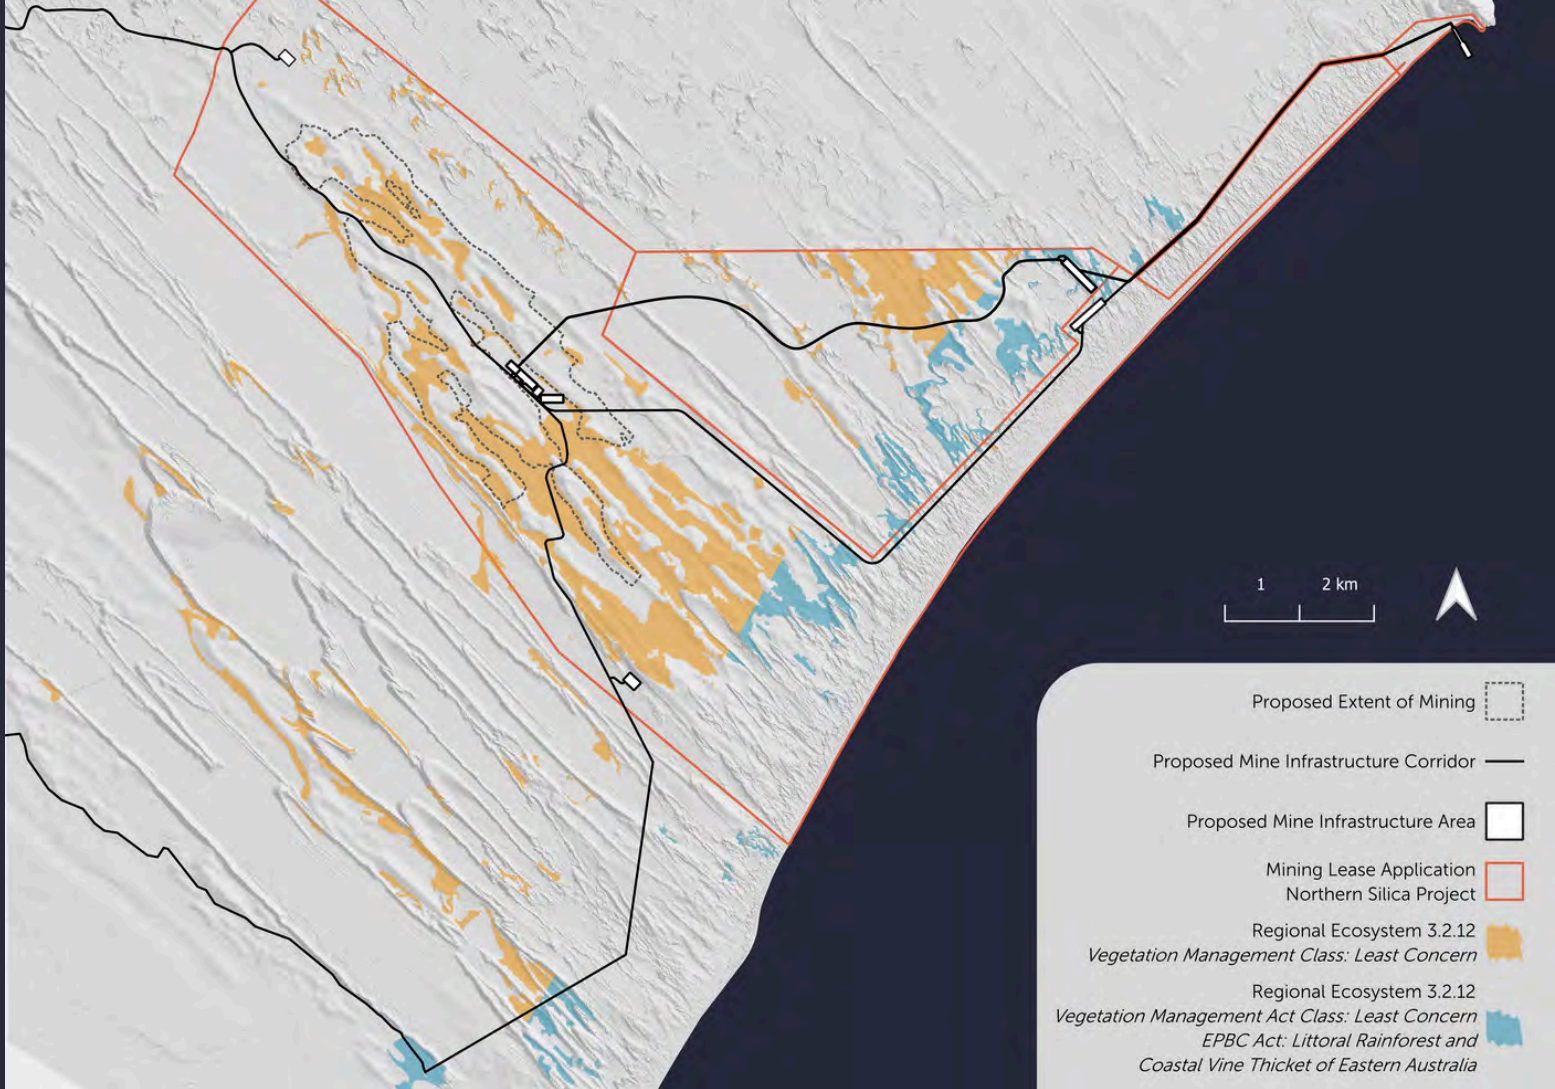 1 2 km
Proposed Extent of Mining
Proposed Mine Infrastructure Corridor
Proposed Mine Infrastructure Area
Mining Lease Application
Northern Silica Project
Regional Ecosystem 3.2.12
Vegetation Management Class: Least Concern
Regional Ecosystem 3.2.12
Vegetation Management Act Class: Least Concern
EPBC Act: Littoral Rainforest and
Coastal Vine Thicket of Eastern Australia